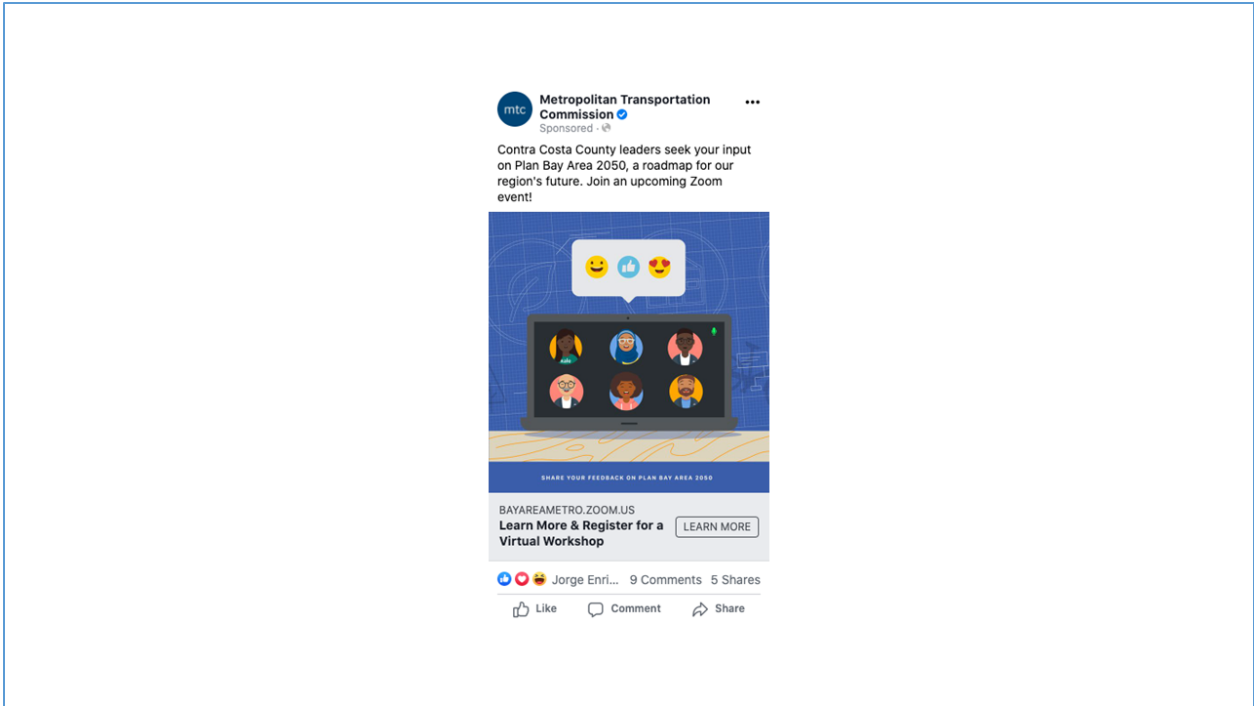 mtc
Metropolitan Transportation
Commission
Sponsored ·
Contra Costa County leaders seek your input
on Plan Bay Area 2050, a roadmap for our
region's future. Join an upcoming Zoom
event!
SHARE YOUR FEEDBACK ON PLAN BAY AREA 2050
BAYAREAMETRO.ZOOM.US
Learn More & Register for a
Virtual Workshop
LEARN MORE
Jorge Enri... 9 Comments 5 Shares
Like Comment Share